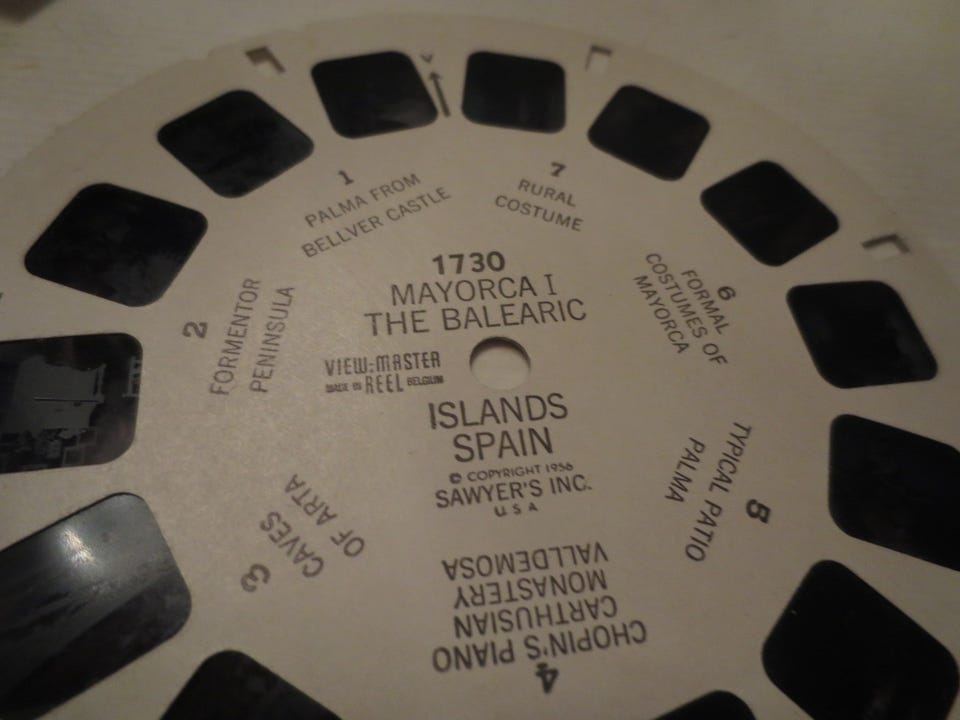 1730
MAYORCA I
THE BALEARIC
VIEW-MASTER
MADE IN REEL BELGIUM
ISLANDS
SPAIN
© COPYRIGHT 1956
SAWYER'S INC.
U S A
1
PALMA FROM
BELLVER CASTLE
2
FORMENTOR
PENINSULA
3
CAVES
OF ARTA
4
CHOPIN'S PIANO
CARTHUSIAN
MONASTERY
VALLDEMOSA
5
TYPICAL PATIO
PALMA
6
FORMAL
COSTUMES OF
MAYORCA
7
RURAL
COSTUME